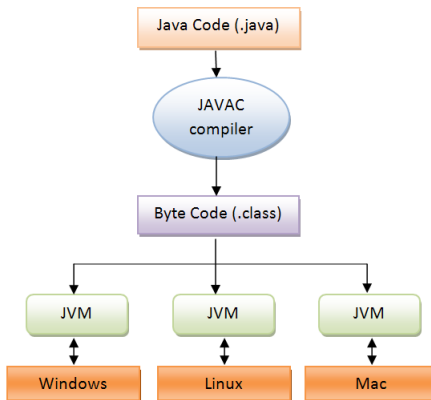 Java Code (.java)
JAVAC
compiler
Byte Code (.class)
JVM
JVM
JVM
Windows
Linux
Mac